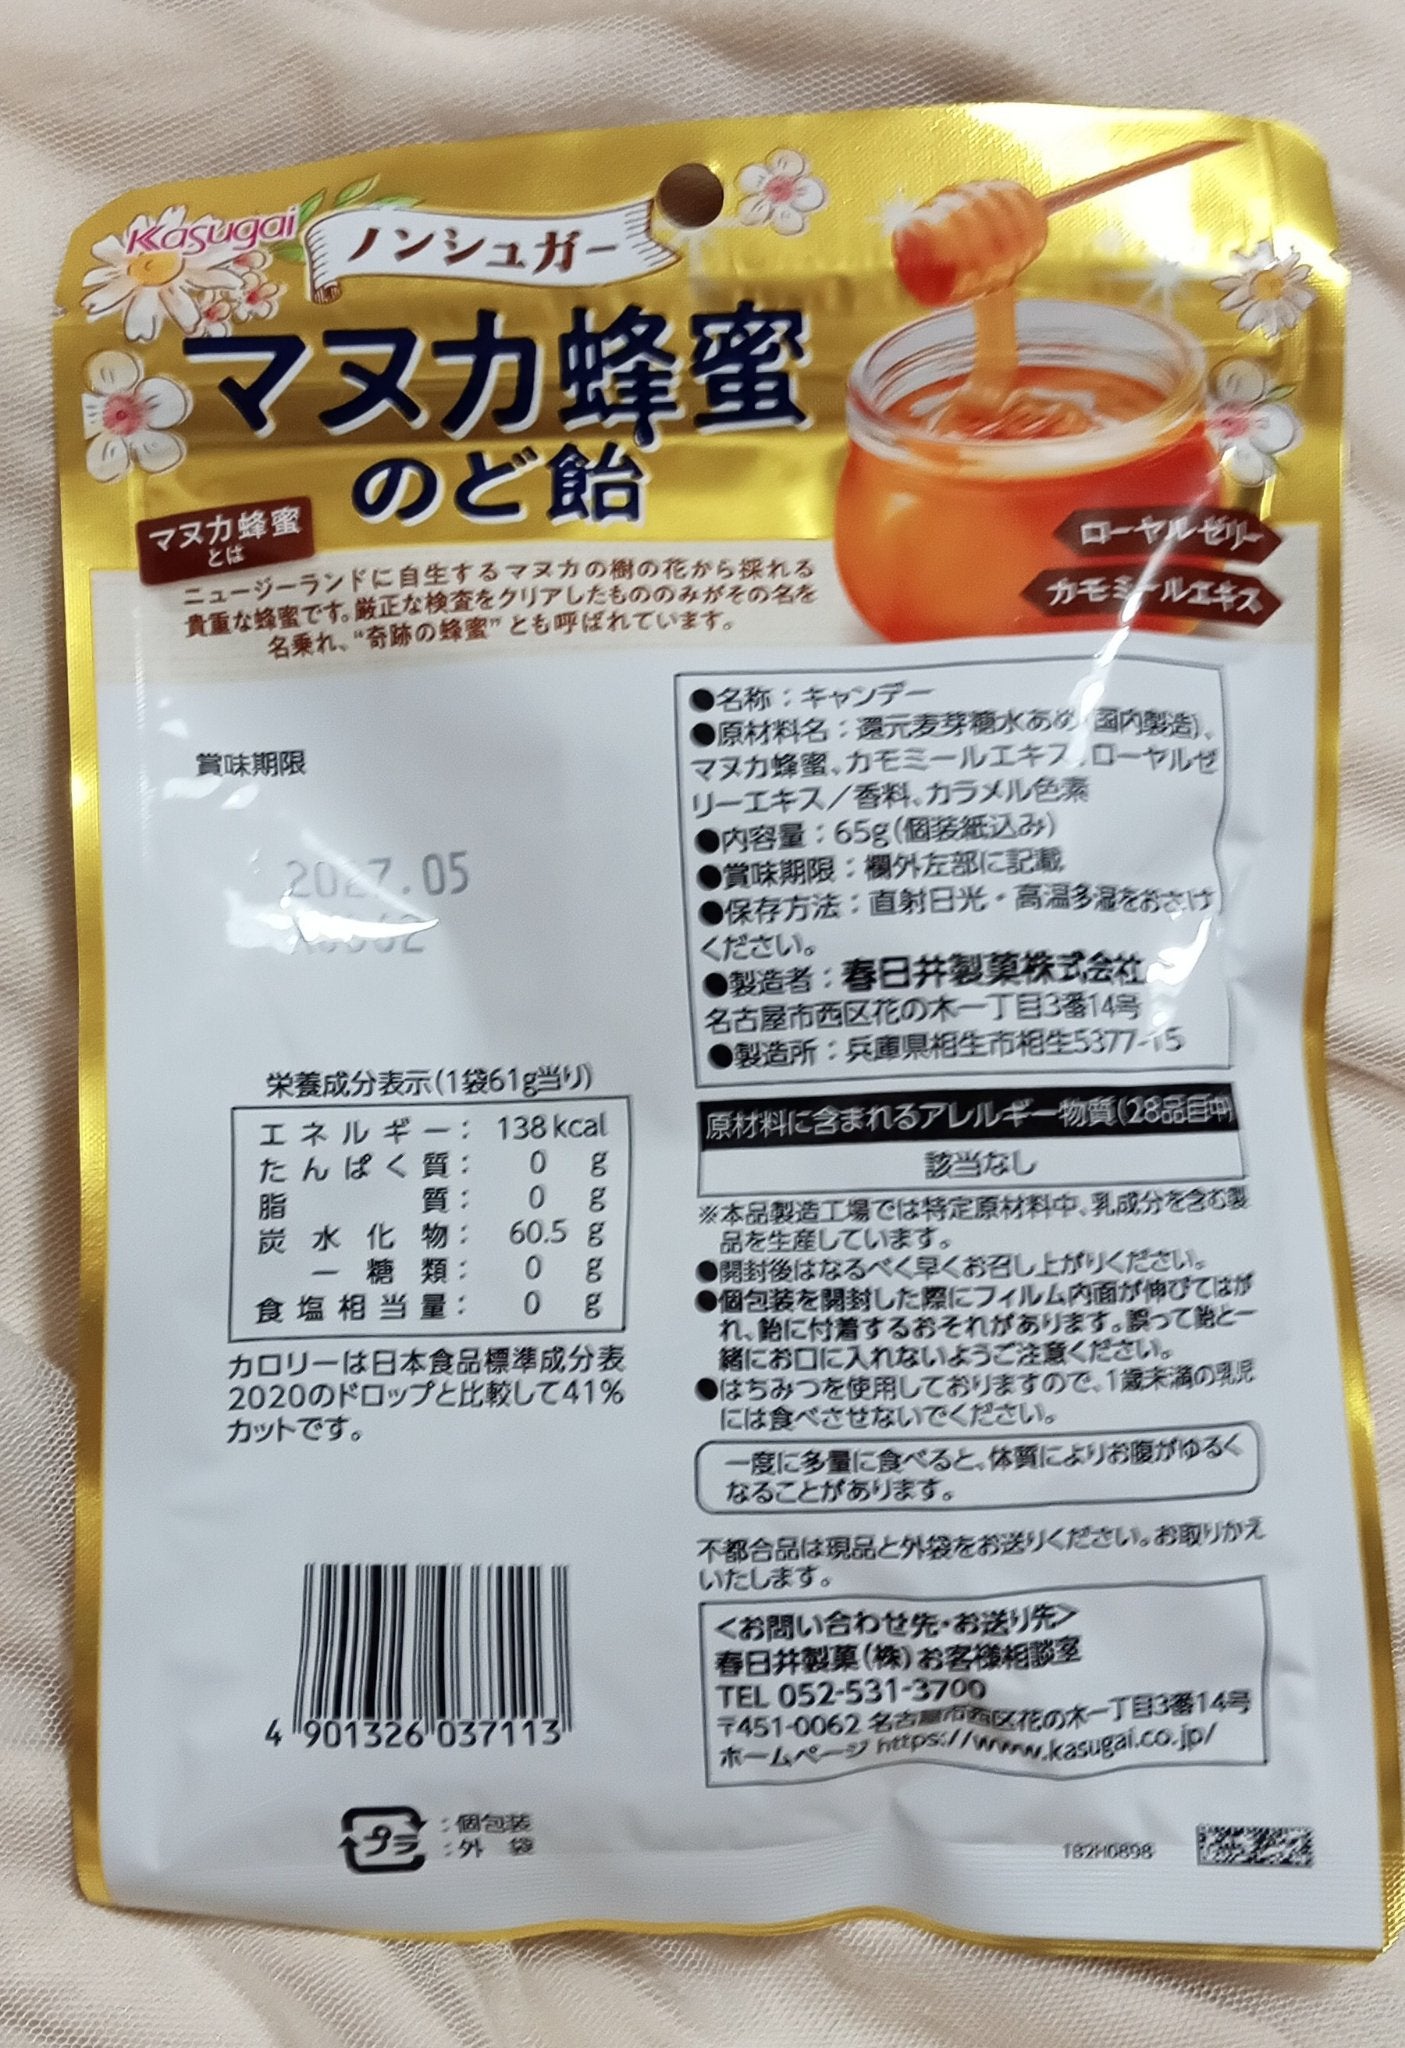 Kasugai
ノンシュガー
マヌカ蜂蜜
のど飴
ローヤルゼリー
カモミールエキス
マヌカ蜂蜜
とは
ニュージーランドに自生するマヌカの樹の花から採れる
貴重な蜂蜜です。厳正な検査をクリアしたもののみがその名を
名乗れ、“奇跡の蜂蜜”とも呼ばれています。
賞味期限
2027.05
栄養成分表示(1袋61g当り)
エネルギー: 138kcal
たんぱく質: 0 g
脂質: 0 g
炭水化物: 60.5 g
ー糖類: 0 g
食塩相当量: 0 g
カロリーは日本食品標準成分表
2020のドロップと比較して41%
カットです。
4 901326 037113
プラ
:個包装
:外 袋
●名称:キャンデー
●原材料名:還元麦芽糖水あめ(国内製造)、
マヌカ蜂蜜、カモミールエキス、ローヤルゼ
リーエキス/香料、カラメル色素
●内容量:65g(個装紙込み)
●賞味期限:欄外左部に記載
●保存方法:直射日光・高温多湿をおさけ
ください。
●製造者:春日井製菓株式会社
名古屋市西区花の木一丁目3番14号
●製造所:兵庫県相生市相生5377-15
原材料に含まれるアレルギー物質(28品目中)
該当なし
※本品製造工場では特定原材料中、乳成分を含む製
品を生産しています。
●開封後はなるべく早くお召し上がりください。
●個包装を開封した際にフィルム内面が伸びてはが
れ、飴に付着するおそれがあります。誤って飴と一
緒にお口に入れないようご注意ください。
●はちみつを使用しておりますので、1歳未満の乳児
には食べさせないでください。
一度に多量に食べると、体質によりお腹がゆるく
なることがあります。
不都合品は現品と外袋をお送りください。お取りかえ
いたします。
<お問い合わせ先・お送り先>
春日井製菓(株)お客様相談室
TEL 052-531-3700
〒451-0062 名古屋市西区花の木一丁目3番14号
ホームページ https://www.kasugai.co.jp/
182H0898